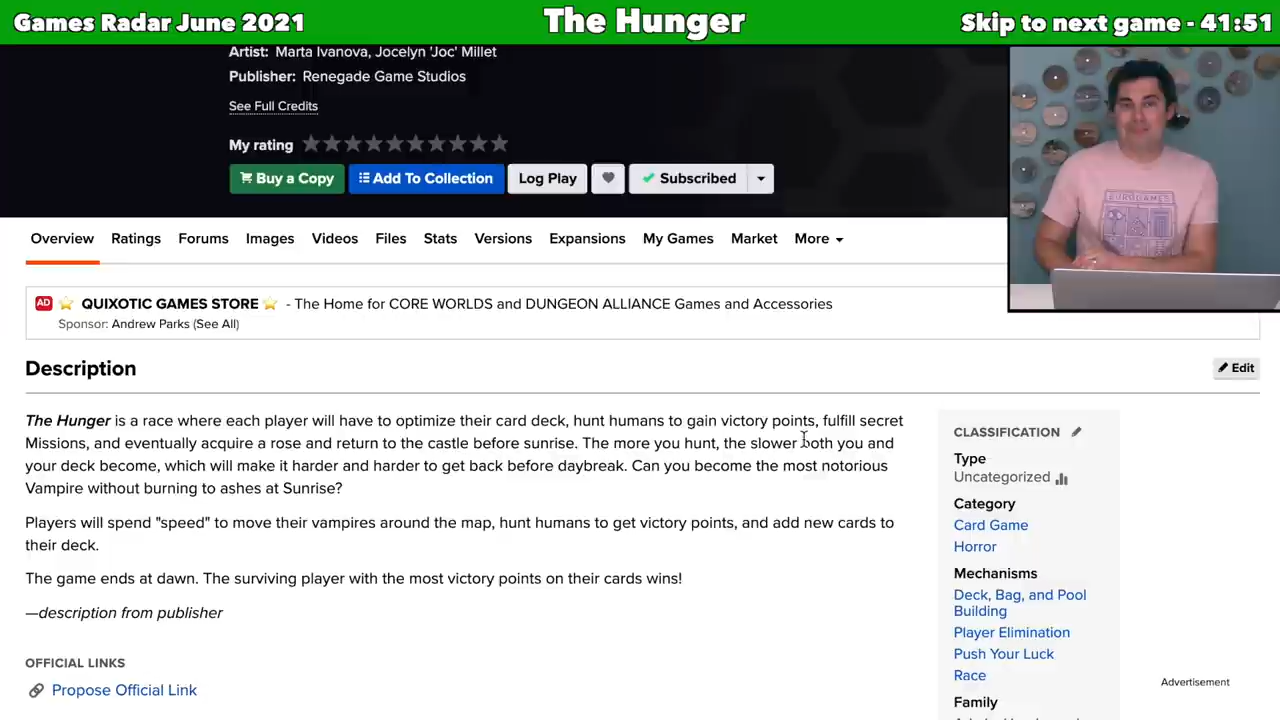 Games Radar June 2021
The Hunger
Skip to next game - 41:51
Artist: Marta Ivanova, Jocelyn 'Joc' Millet
Publisher: Renegade Game Studios
See Full Credits
My rating
Buy a Copy
Add To Collection
Log Play
Subscribed
Overview
Ratings
Forums
Images
Videos
Files
Stats
Versions
Expansions
My Games
Market
More
AD QUIXOTIC GAMES STORE - The Home for CORE WORLDS and DUNGEON ALLIANCE Games and Accessories
Sponsor: Andrew Parks (See All)
Description
Edit
The Hunger is a race where each player will have to optimize their card deck, hunt humans to gain victory points, fulfill secret
Missions, and eventually acquire a rose and return to the castle before sunrise. The more you hunt, the slower both you and
your deck become, which will make it harder and harder to get back before daybreak. Can you become the most notorious
Vampire without burning to ashes at Sunrise?
Players will spend "speed" to move their vampires around the map, hunt humans to get victory points, and add new cards to
their deck.
The game ends at dawn. The surviving player with the most victory points on their cards wins!
—description from publisher
OFFICIAL LINKS
Propose Official Link
CLASSIFICATION
Type
Uncategorized
Category
Card Game
Horror
Mechanisms
Deck, Bag, and Pool
Building
Player Elimination
Push Your Luck
Race
Family
Advertisement
EUROGAMES